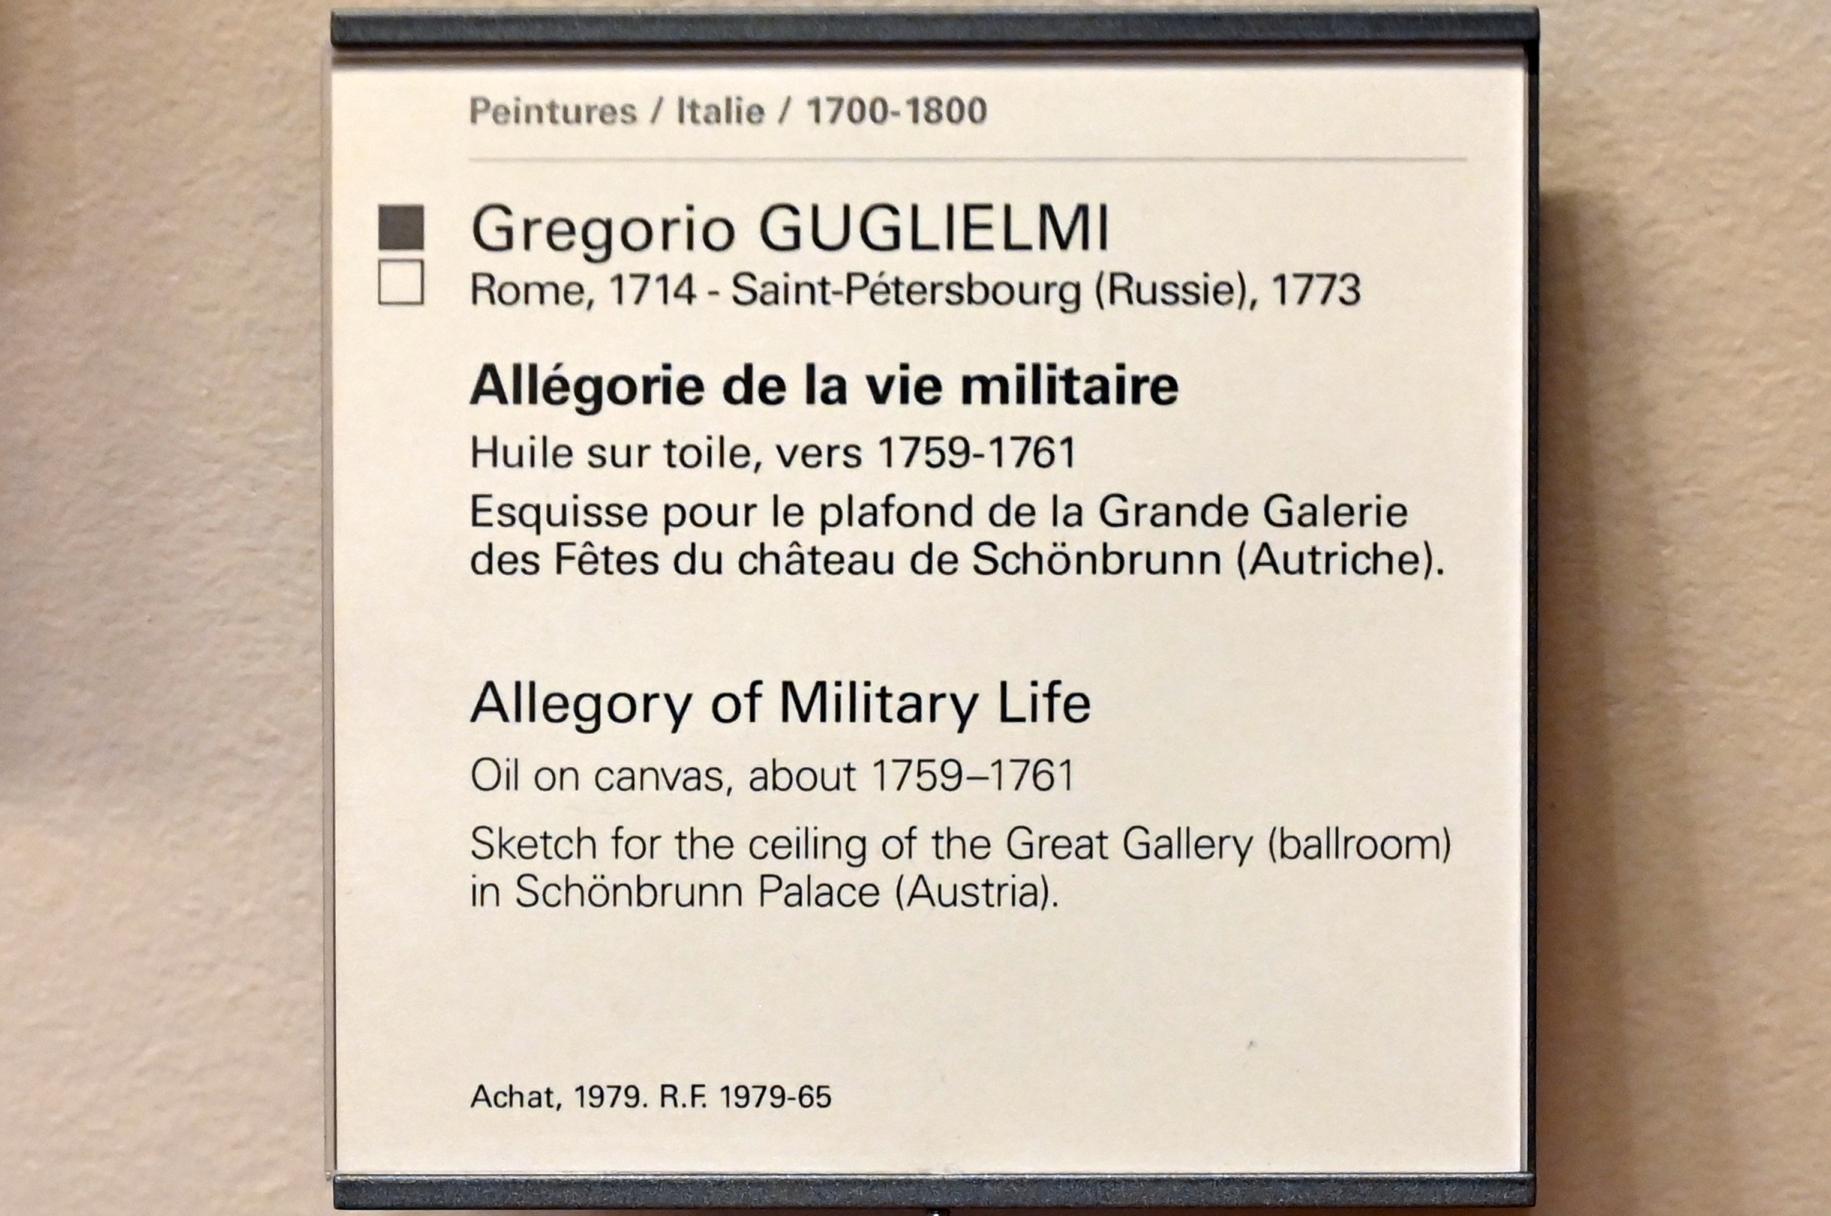 Peintures / Italie / 1700-1800
Gregorio GUGLIELMI
Rome, 1714 - Saint-Pétersbourg (Russie), 1773
Allégorie de la vie militaire
Huile sur toile, vers 1759-1761
Esquisse pour le plafond de la Grande Galerie
des Fêtes du château de Schönbrunn (Autriche).
Allegory of Military Life
Oil on canvas, about 1759–1761
Sketch for the ceiling of the Great Gallery (ballroom)
in Schönbrunn Palace (Austria).
Achat, 1979. R.F. 1979-65